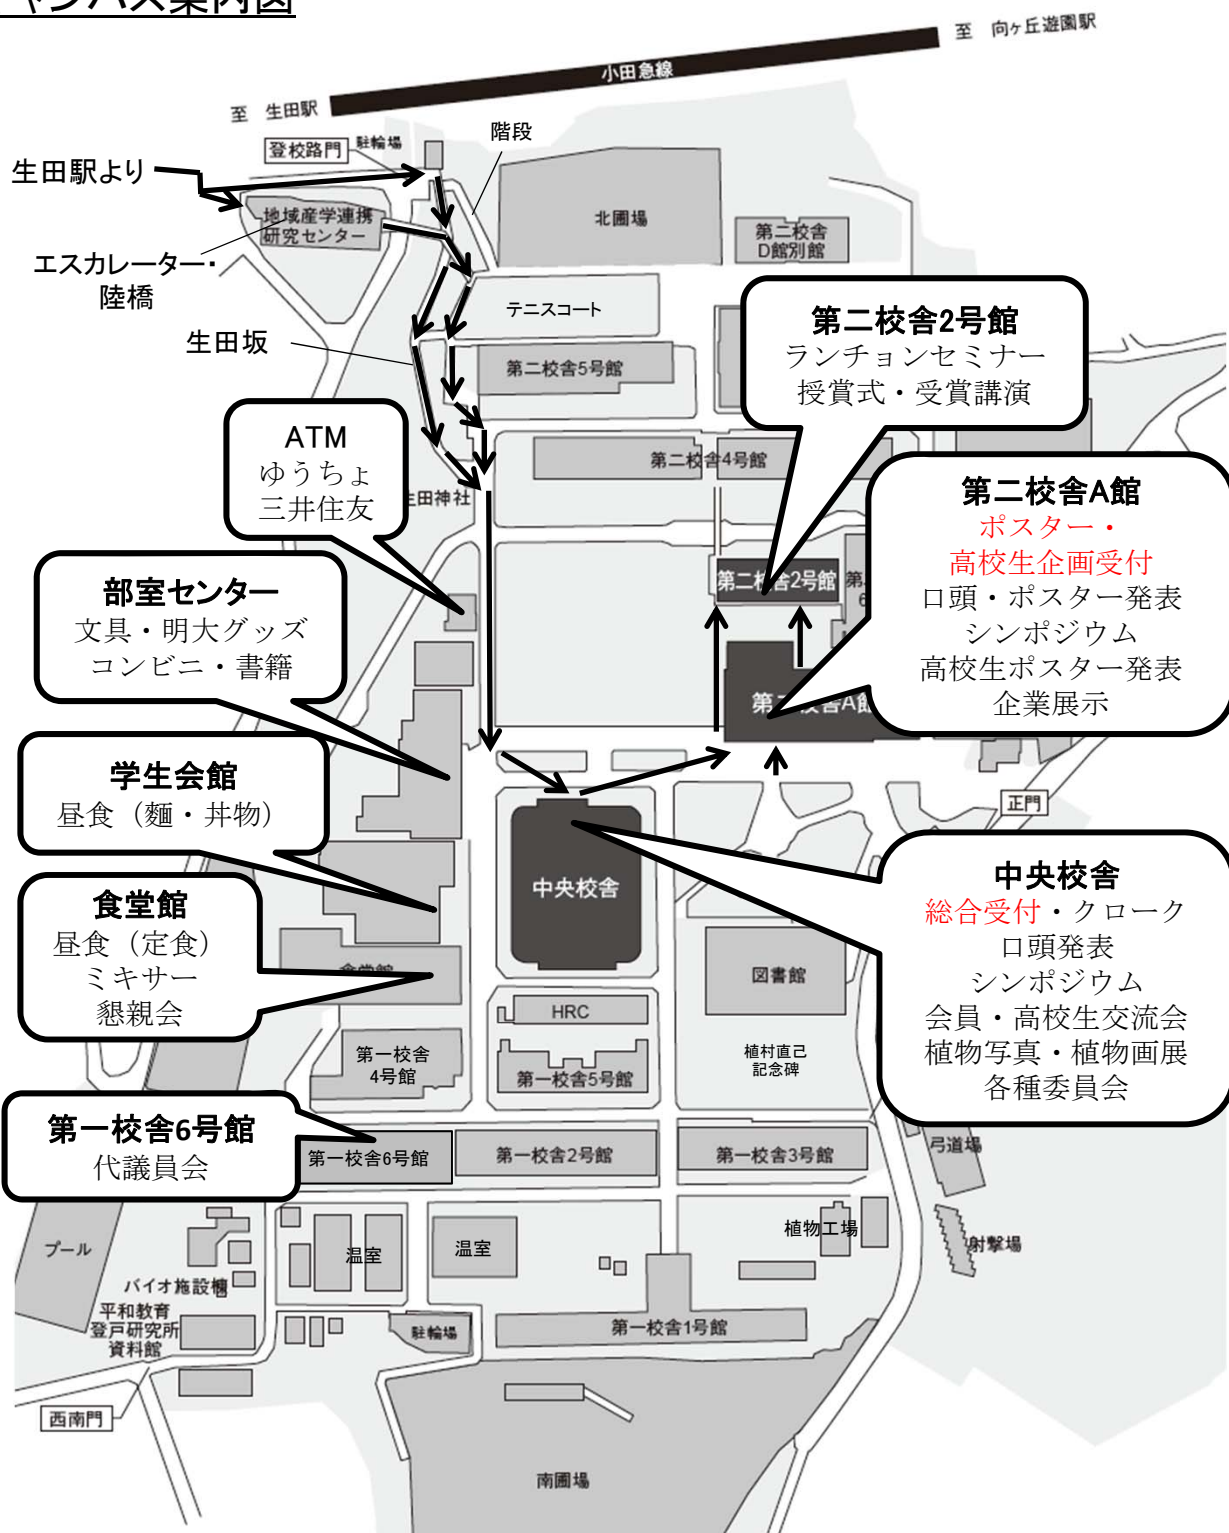 キャンパス案内図
至 向ヶ丘遊園駅
小田急線
至 生田駅
階段
駐輪場
登校路門
生田駅より
地域産学連携
研究センター
北圃場
第二校舎
D館別館
エスカレーター・
陸橋
テニスコート
生田坂
第二校舎5号館
第二校舎2号館
ランチョンセミナー
授賞式・受賞講演
ATM
ゆうちょ
三井住友
第二校舎4号館
生田神社
第二校舎A館
ポスター・
高校生企画受付
口頭・ポスター発表
シンポジウム
高校生ポスター発表
企業展示
第二校舎2号館
第
6
部室センター
文具・明大グッズ
コンビニ・書籍
第二校舎A館
学生会館
昼食（麵・丼物）
正門
中央校舎
中央校舎
総合受付・クローク
口頭発表
シンポジウム
会員・高校生交流会
植物写真・植物画展
各種委員会
食堂館
昼食（定食）
ミキサー
懇親会
食堂館
図書館
HRC
第一校舎
4号館
第一校舎5号館
植村直己
記念碑
第一校舎6号館
代議員会
第一校舎6号館
第一校舎2号館
第一校舎3号館
弓道場
プール
温室
温室
植物工場
射撃場
バイオ施設棟
平和教育
登戸研究所
資料館
駐輪場
第一校舎1号館
西南門
南圃場